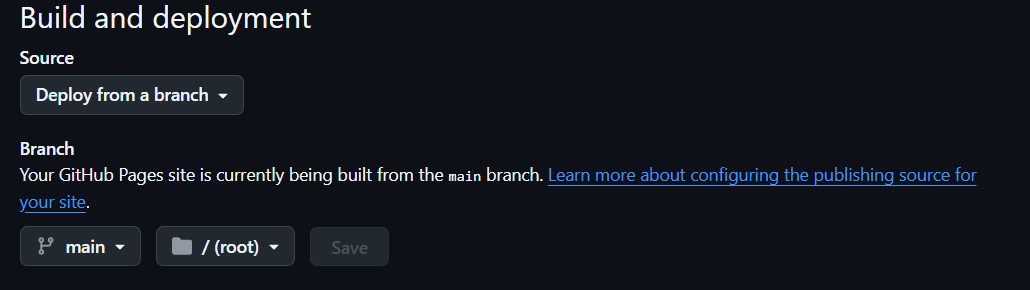 Build and deployment
Source
Deploy from a branch
Branch
Your GitHub Pages site is currently being built from the main branch. Learn more about configuring the publishing source for
your site.
main
/ (root)
Save